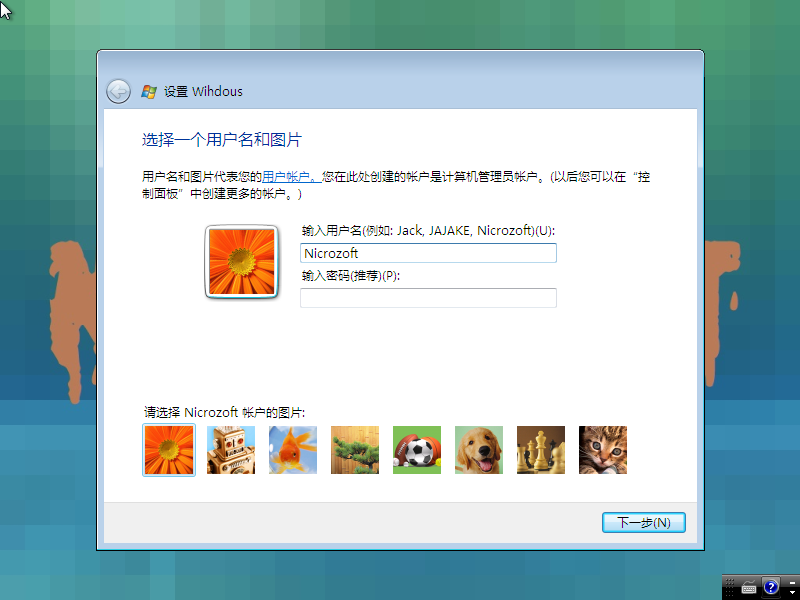 设置 Wihdous
选择一个用户名和图片
用户名和图片代表您的用户帐户。您在此处创建的帐户是计算机管理员帐户。(以后您可以在“控
制面板”中创建更多的帐户。)
输入用户名(例如: Jack, JAJAKE, Nicrozoft)(U):
Nicrozoft
输入密码(推荐)(P):
请选择 Nicrozoft 帐户的图片:
下一步(N)